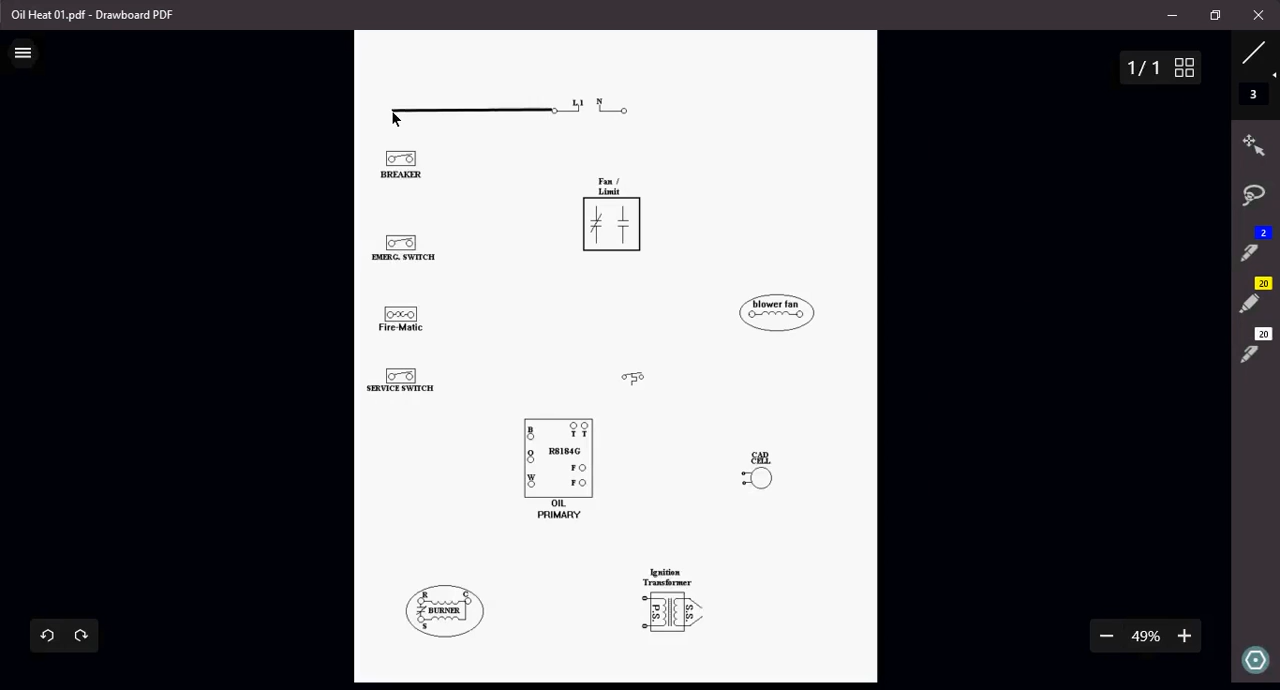 Oil Heat 01.pdf - Drawboard PDF
1/ 1
3
L1 N
BREAKER
Fan /
Limit
EMERG. SWITCH
2
20
blower fan
Fire-Matic
20
SERVICE SWITCH
B
T T
R8184G
O
F
W
F
OIL
PRIMARY
CAD
CELL
Ignition
Transformer
R C
BURNER
S
P.S.
S.S.
49%